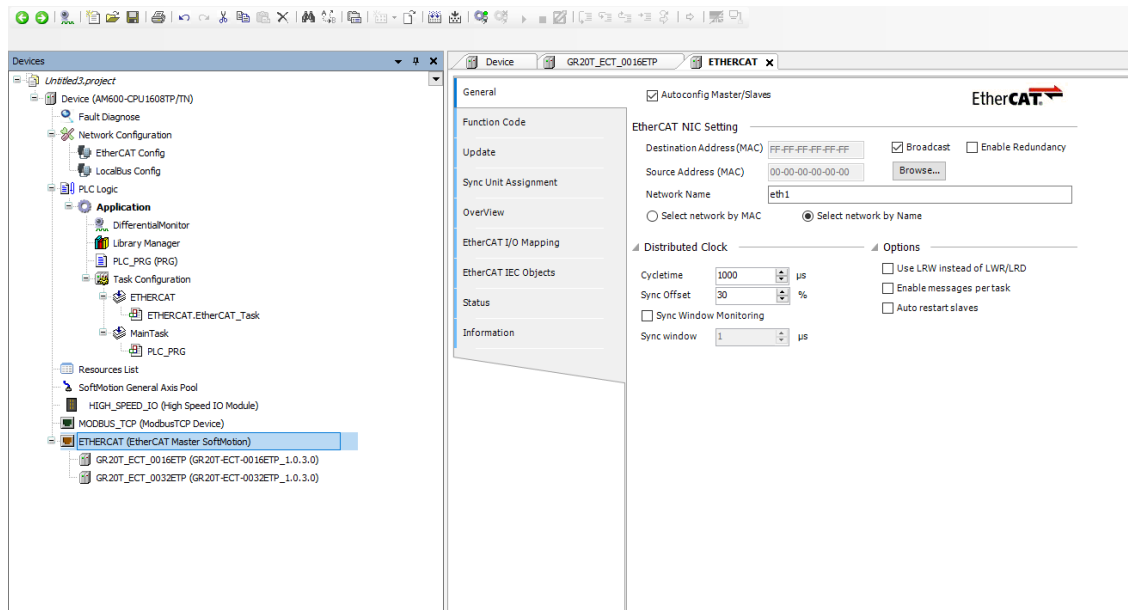 Devices
Untitled3.project
Device (AM600-CPU1608TP/TN)
Fault Diagnose
Network Configuration
EtherCAT Config
LocalBus Config
PLC Logic
Application
DifferentialMonitor
Library Manager
PLC_PRG (PRG)
Task Configuration
ETHERCAT
ETHERCAT.EtherCAT_Task
MainTask
PLC_PRG
Resources List
SoftMotion General Axis Pool
HIGH_SPEED_IO (High Speed IO Module)
MODBUS_TCP (ModbusTCP Device)
ETHERCAT (EtherCAT Master SoftMotion)
GR20T_ECT_0016ETP (GR20T-ECT-0016ETP_1.0.3.0)
GR20T_ECT_0032ETP (GR20T-ECT-0032ETP_1.0.3.0)
Device GR20T_ECT_0016ETP ETHERCAT
General
Function Code
Update
Sync Unit Assignment
OverView
EtherCAT I/O Mapping
EtherCAT IEC Objects
Status
Information
Autoconfig Master/Slaves
EtherCAT.
EtherCAT NIC Setting
Destination Address (MAC) FF-FF-FF-FF-FF-FF Broadcast Enable Redundancy
Source Address (MAC) 00-00-00-00-00-00 Browse...
Network Name eth1
Select network by MAC Select network by Name
Distributed Clock
Cycletime 1000 µs
Sync Offset 30 %
Sync Window Monitoring
Sync window 1 µs
Options
Use LRW instead of LWR/LRD
Enable messages per task
Auto restart slaves